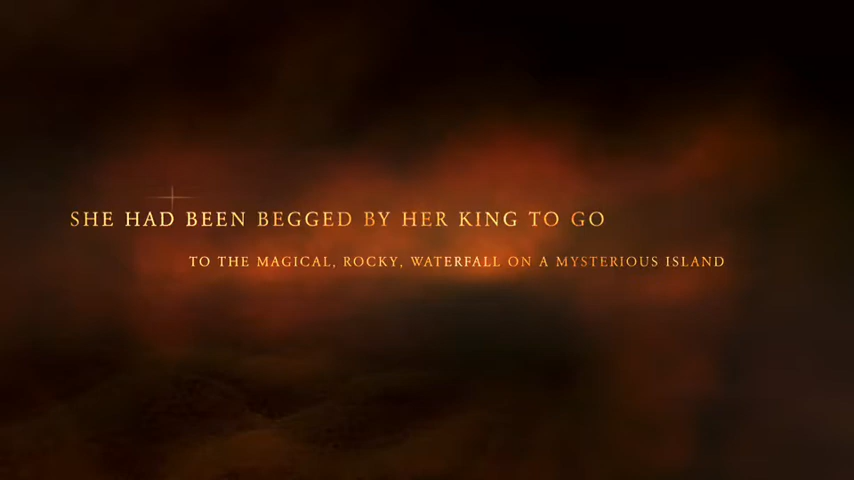 SHE HAD BEEN BEGGED BY HER KING TO GO
TO THE MAGICAL, ROCKY, WATERFALL ON A MYSTERIOUS ISLAND